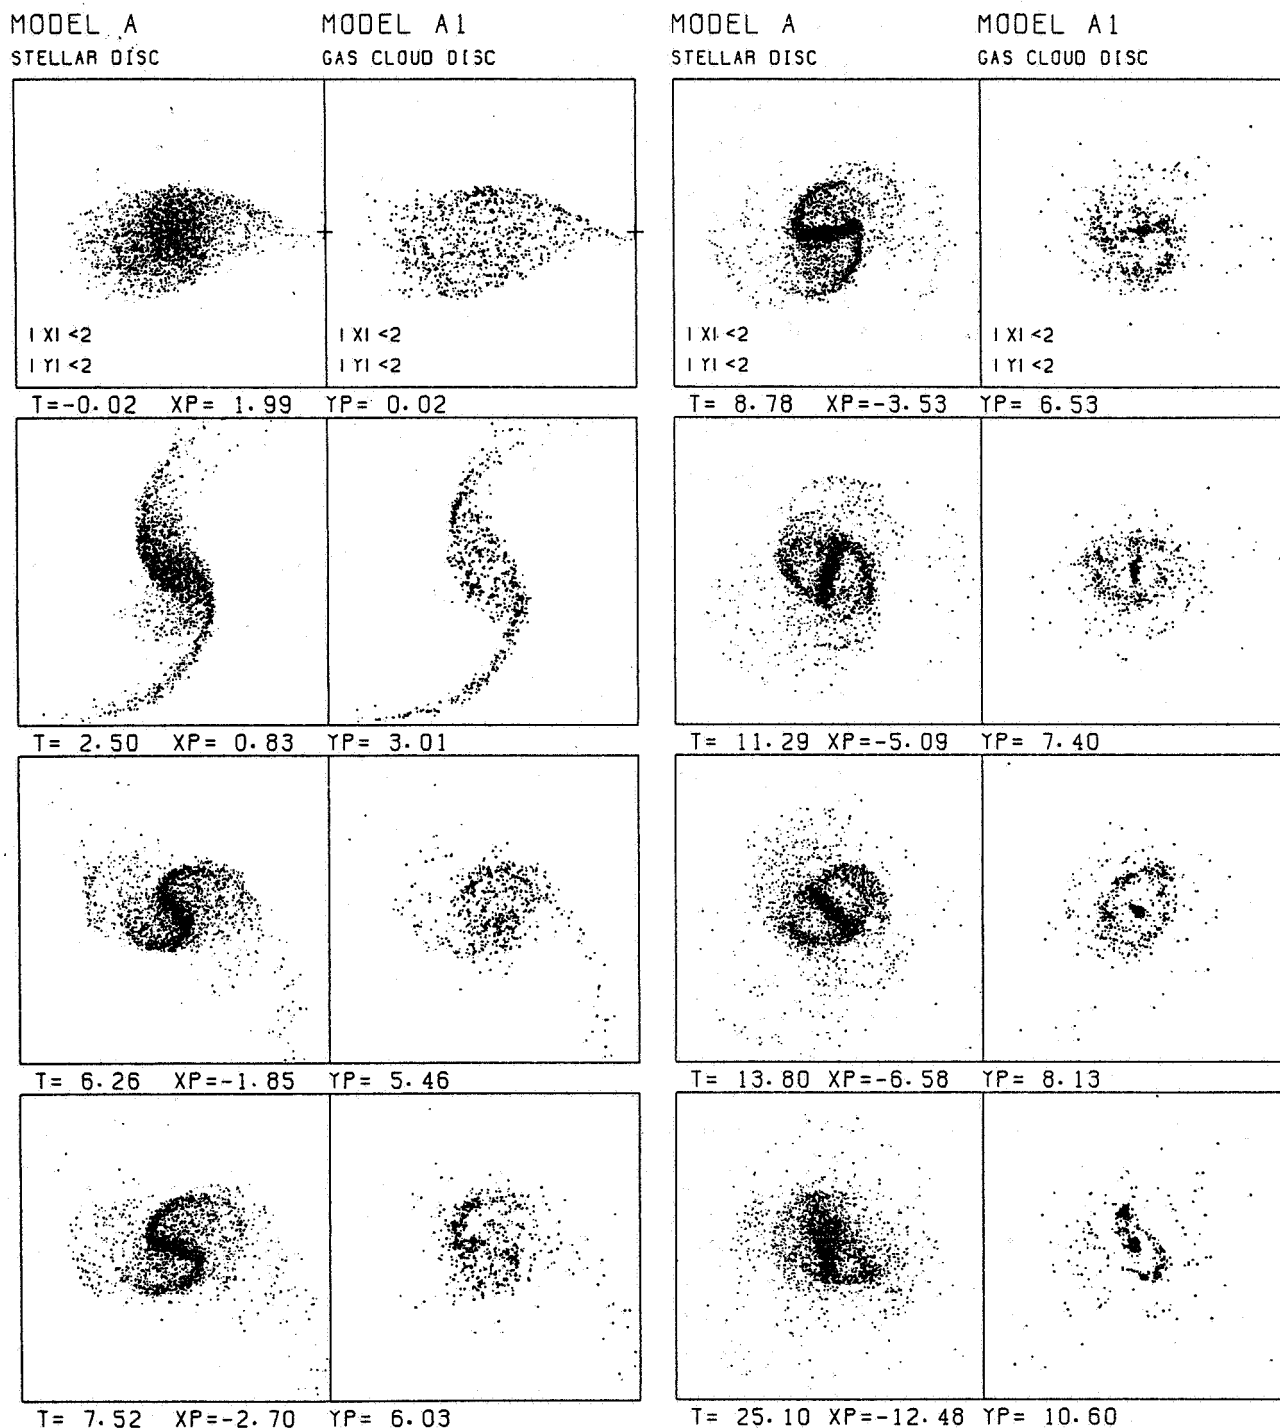 MODEL A MODEL A1 MODEL A MODEL A1
STELLAR DISC GAS CLOUD DISC STELLAR DISC GAS CLOUD DISC
|X| <2 |X| <2 |X| <2 |X| <2
|Y| <2 |Y| <2 |Y| <2 |Y| <2
T=-0.02 XP= 1.99 YP= 0.02 T= 8.78 XP=-3.53 YP= 6.53
T= 2.50 XP= 0.83 YP= 3.01 T= 11.29 XP=-5.09 YP= 7.40
T= 6.26 XP=-1.85 YP= 5.46 T= 13.80 XP=-6.58 YP= 8.13
T= 7.52 XP=-2.70 YP= 6.03 T= 25.10 XP=-12.48 YP= 10.60